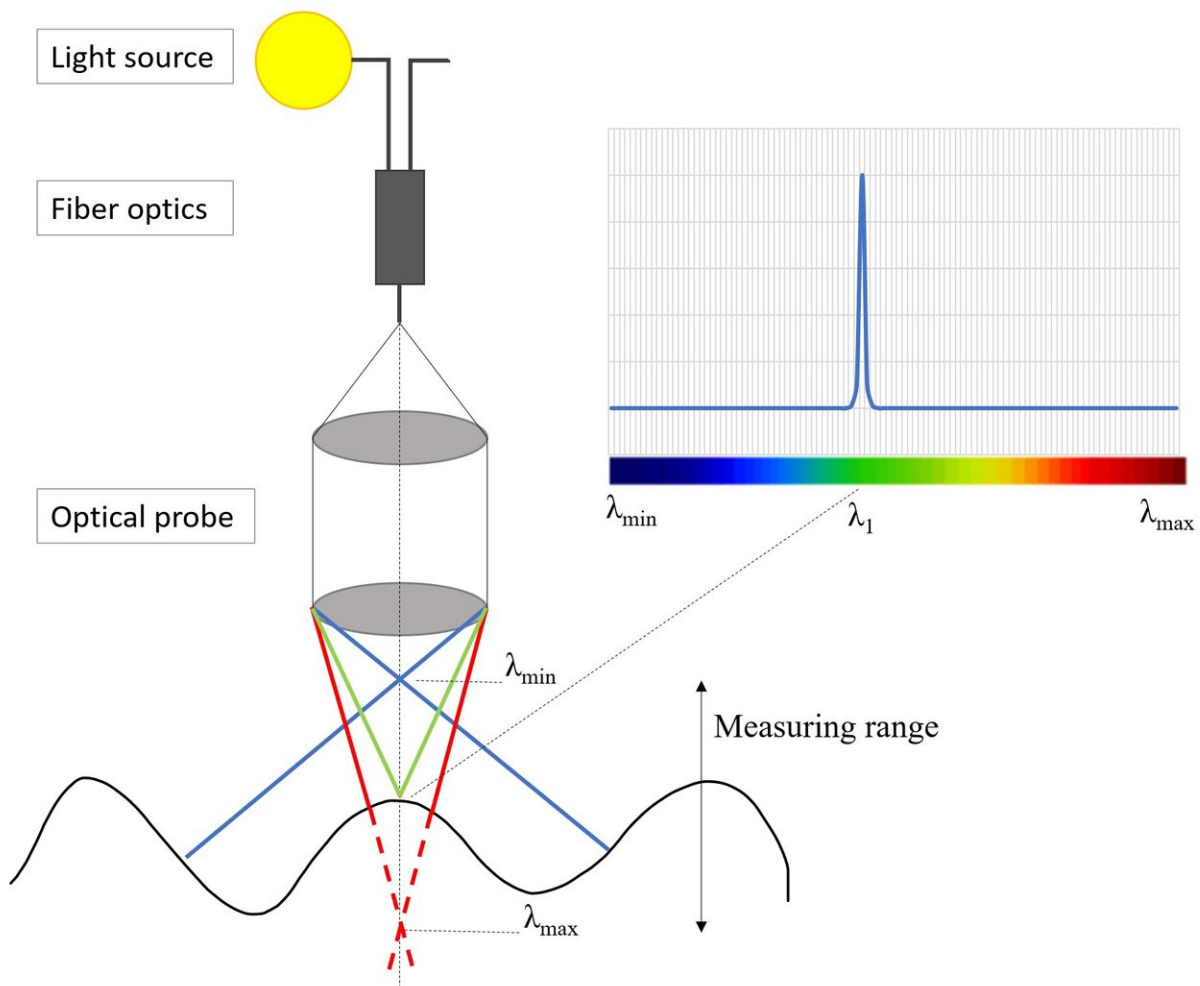 Light source
Fiber optics
Optical probe
λmin
λ1
λmax
λmin
Measuring range
λmax